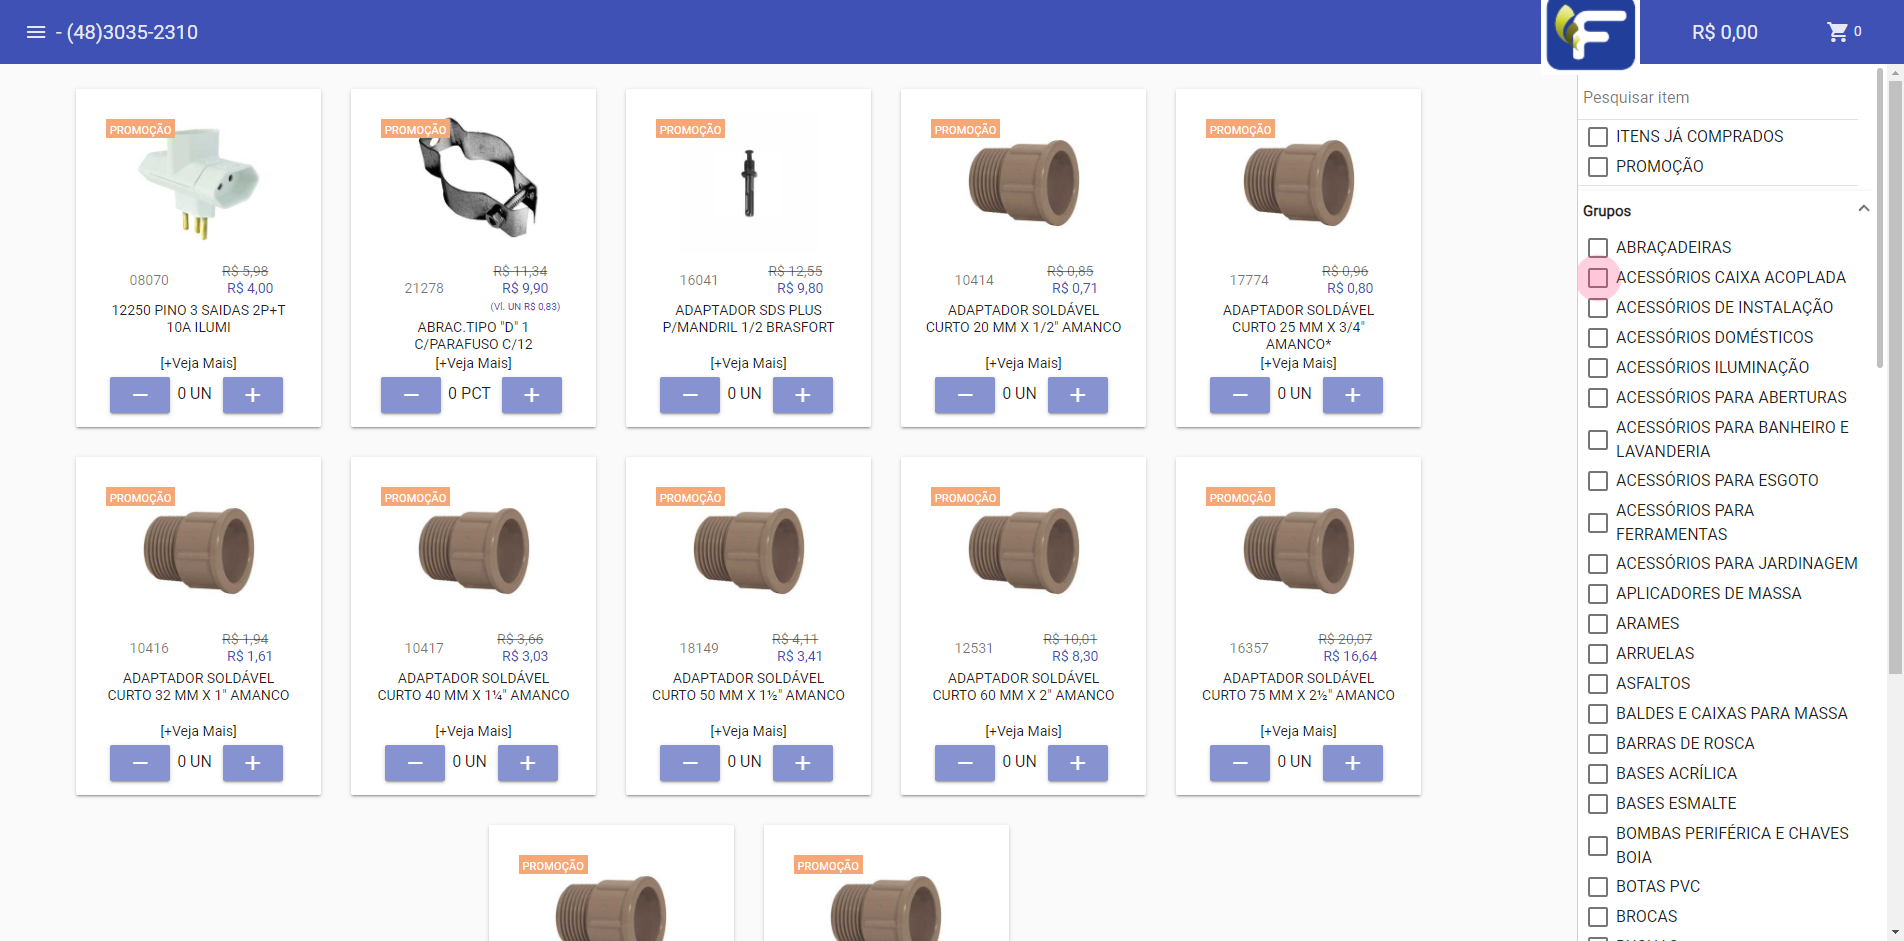 - (48)3035-2310
F
R$ 0,00
0
PROMOÇÃO
08070
R$ 5,98
R$ 4,00
12250 PINO 3 SAIDAS 2P+T
10A ILUMI
[+Veja Mais]
0 UN
PROMOÇÃO
21278
R$ 11,34
R$ 9,90
(Vl. UN R$ 0,83)
ABRAC.TIPO "D" 1
C/PARAFUSO C/12
[+Veja Mais]
0 PCT
PROMOÇÃO
16041
R$ 12,55
R$ 9,80
ADAPTADOR SDS PLUS
P/MANDRIL 1/2 BRASFORT
[+Veja Mais]
0 UN
PROMOÇÃO
10414
R$ 0,85
R$ 0,71
ADAPTADOR SOLDÁVEL
CURTO 20 MM X 1/2" AMANCO
[+Veja Mais]
0 UN
PROMOÇÃO
17774
R$ 0,96
R$ 0,80
ADAPTADOR SOLDÁVEL
CURTO 25 MM X 3/4"
AMANCO*
[+Veja Mais]
0 UN
PROMOÇÃO
10416
R$ 1,94
R$ 1,61
ADAPTADOR SOLDÁVEL
CURTO 32 MM X 1" AMANCO
[+Veja Mais]
0 UN
PROMOÇÃO
10417
R$ 3,66
R$ 3,03
ADAPTADOR SOLDÁVEL
CURTO 40 MM X 1¼" AMANCO
[+Veja Mais]
0 UN
PROMOÇÃO
18149
R$ 4,11
R$ 3,41
ADAPTADOR SOLDÁVEL
CURTO 50 MM X 1½" AMANCO
[+Veja Mais]
0 UN
PROMOÇÃO
12531
R$ 10,01
R$ 8,30
ADAPTADOR SOLDÁVEL
CURTO 60 MM X 2" AMANCO
[+Veja Mais]
0 UN
PROMOÇÃO
16357
R$ 20,07
R$ 16,64
ADAPTADOR SOLDÁVEL
CURTO 75 MM X 2½" AMANCO
[+Veja Mais]
0 UN
PROMOÇÃO
PROMOÇÃO
Pesquisar item
ITENS JÁ COMPRADOS
PROMOÇÃO
Grupos
ABRAÇADEIRAS
ACESSÓRIOS CAIXA ACOPLADA
ACESSÓRIOS DE INSTALAÇÃO
ACESSÓRIOS DOMÉSTICOS
ACESSÓRIOS ILUMINAÇÃO
ACESSÓRIOS PARA ABERTURAS
ACESSÓRIOS PARA BANHEIRO E
LAVANDERIA
ACESSÓRIOS PARA ESGOTO
ACESSÓRIOS PARA
FERRAMENTAS
ACESSÓRIOS PARA JARDINAGEM
APLICADORES DE MASSA
ARAMES
ARRUELAS
ASFALTOS
BALDES E CAIXAS PARA MASSA
BARRAS DE ROSCA
BASES ACRÍLICA
BASES ESMALTE
BOMBAS PERIFÉRICA E CHAVES
BOIA
BOTAS PVC
BROCAS